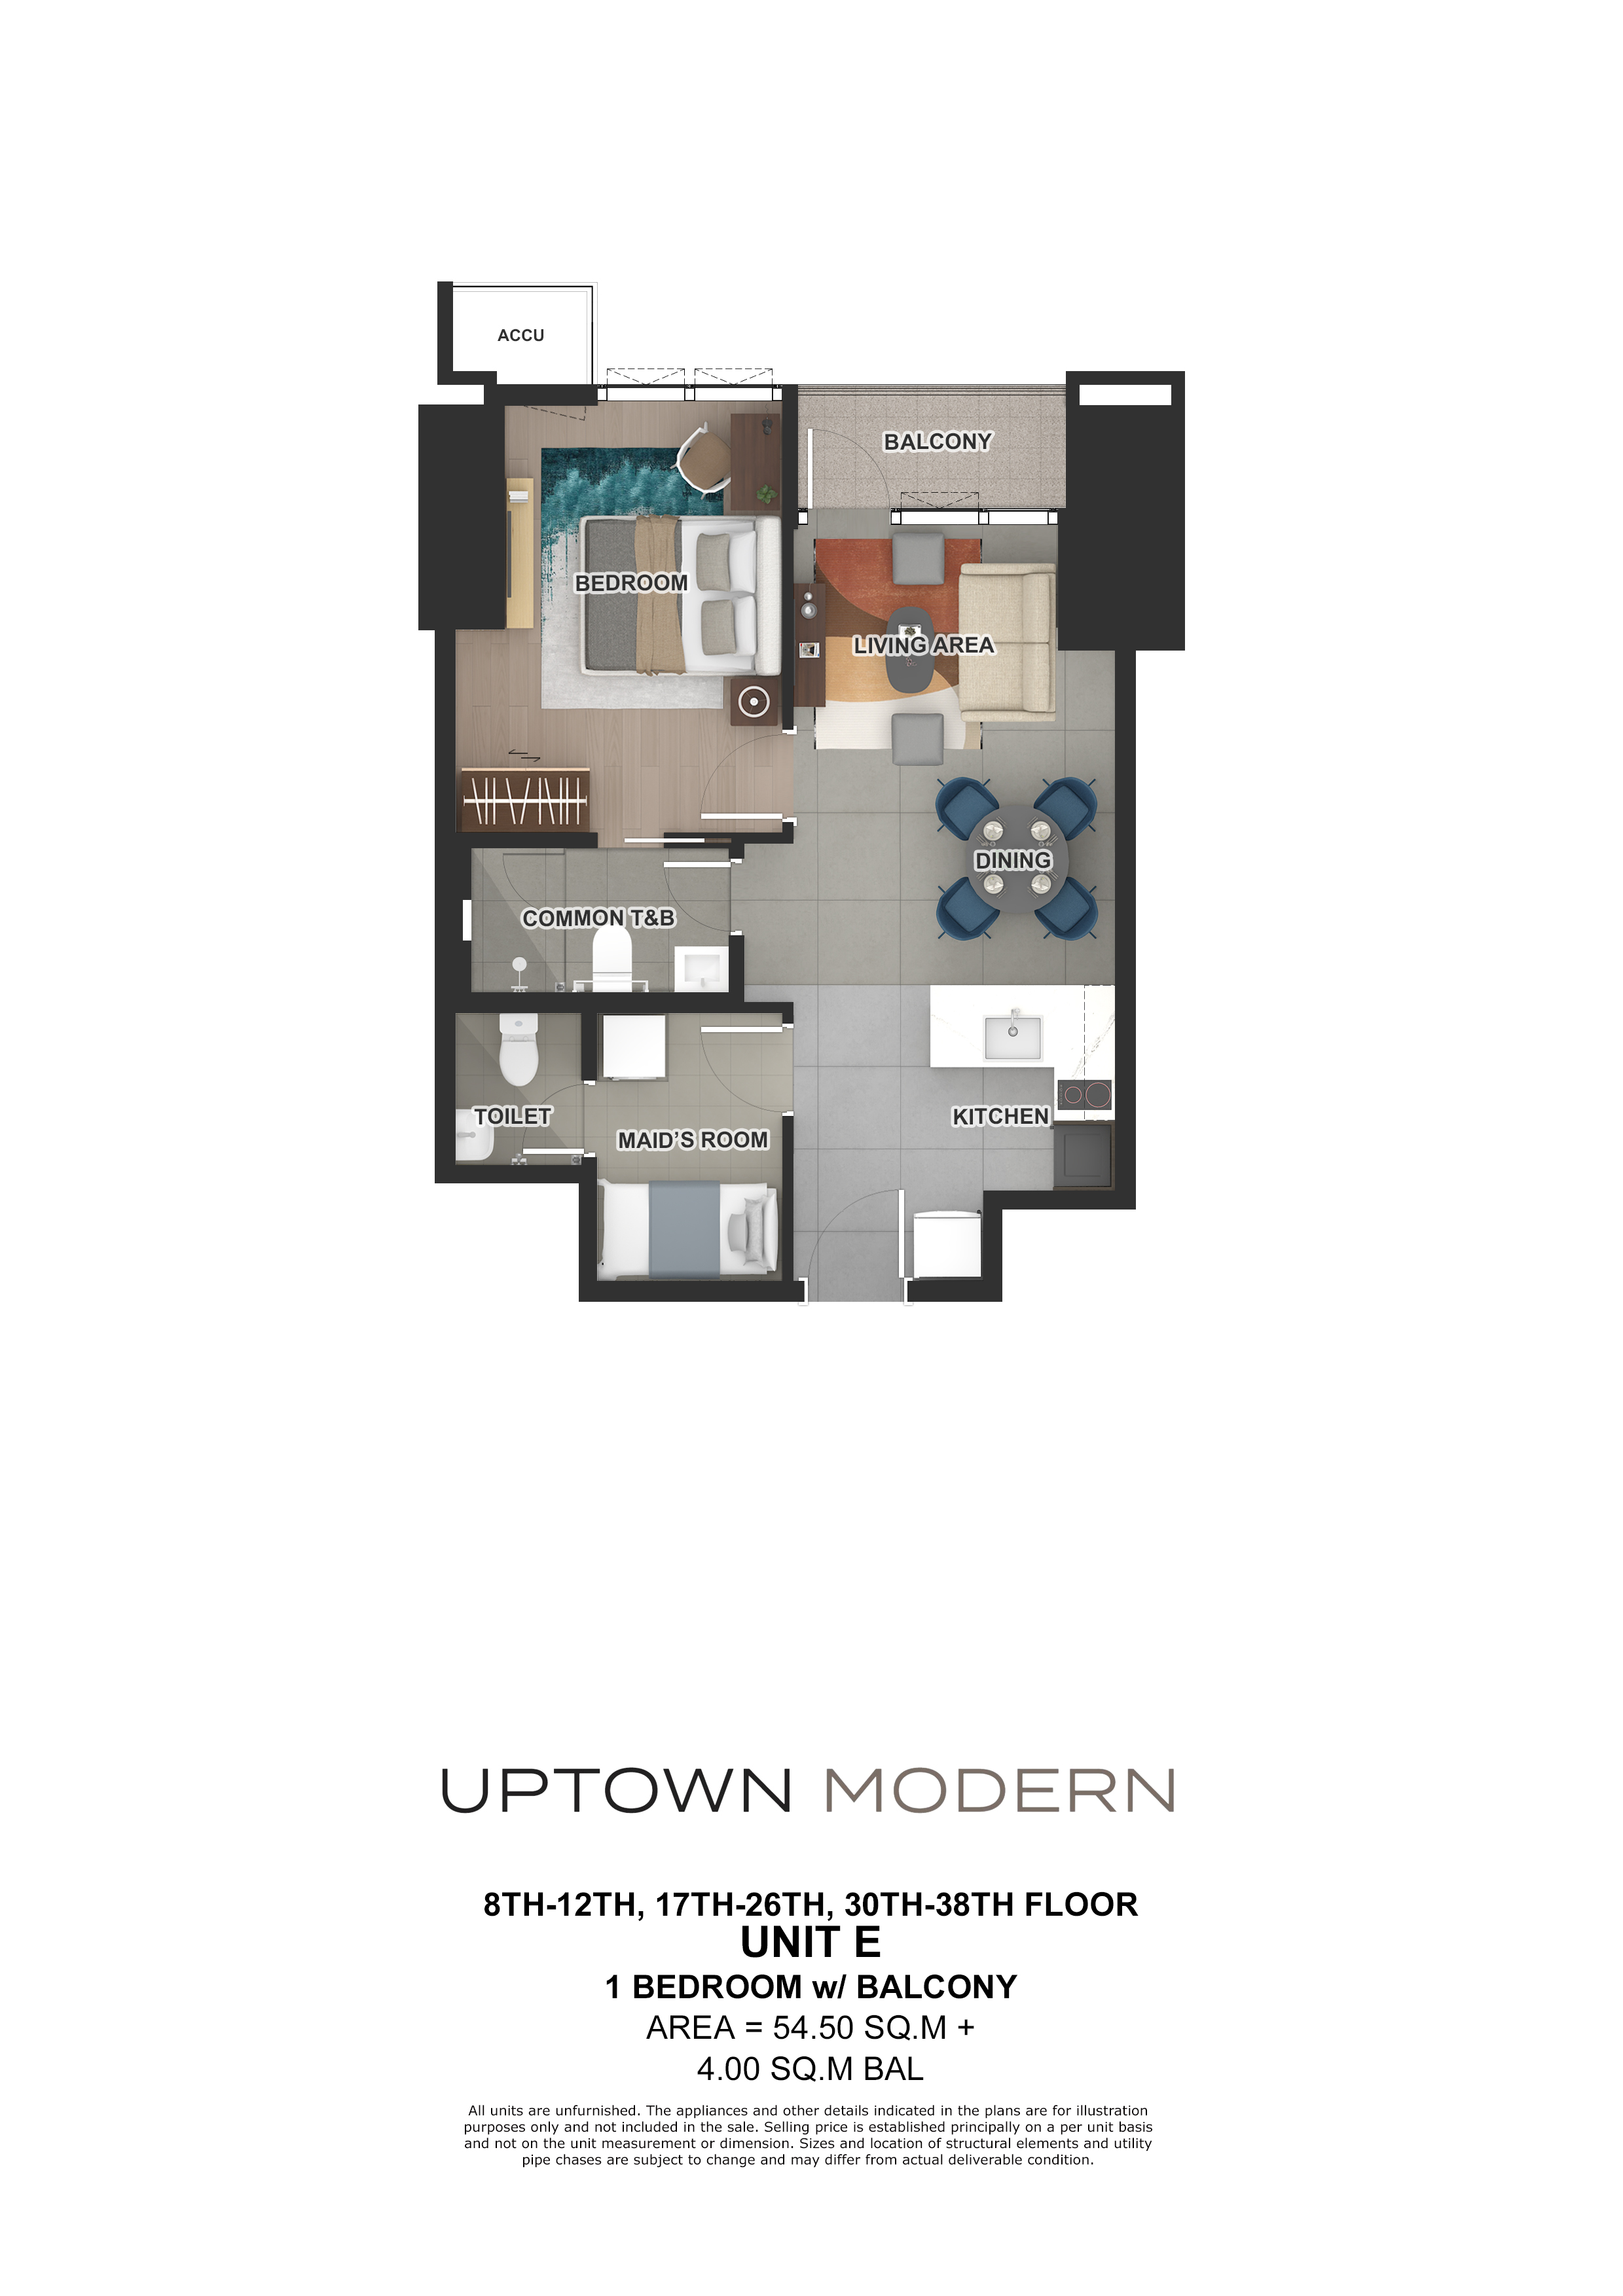 ACCU
BALCONY
BEDROOM
LIVING AREA
DINING
COMMON T&B
TOILET
KITCHEN
MAID'S ROOM
UPTOWN MODERN
8TH-12TH, 17TH-26TH, 30TH-38TH FLOOR
UNIT E
1 BEDROOM w/ BALCONY
AREA = 54.50 SQ.M +
4.00 SQ.M BAL
All units are unfurnished. The appliances and other details indicated in the plans are for illustration
purposes only and not included in the sale. Selling price is established principally on a per unit basis
and not on the unit measurement or dimension. Sizes and location of structural elements and utility
pipe chases are subject to change and may differ from actual deliverable condition.